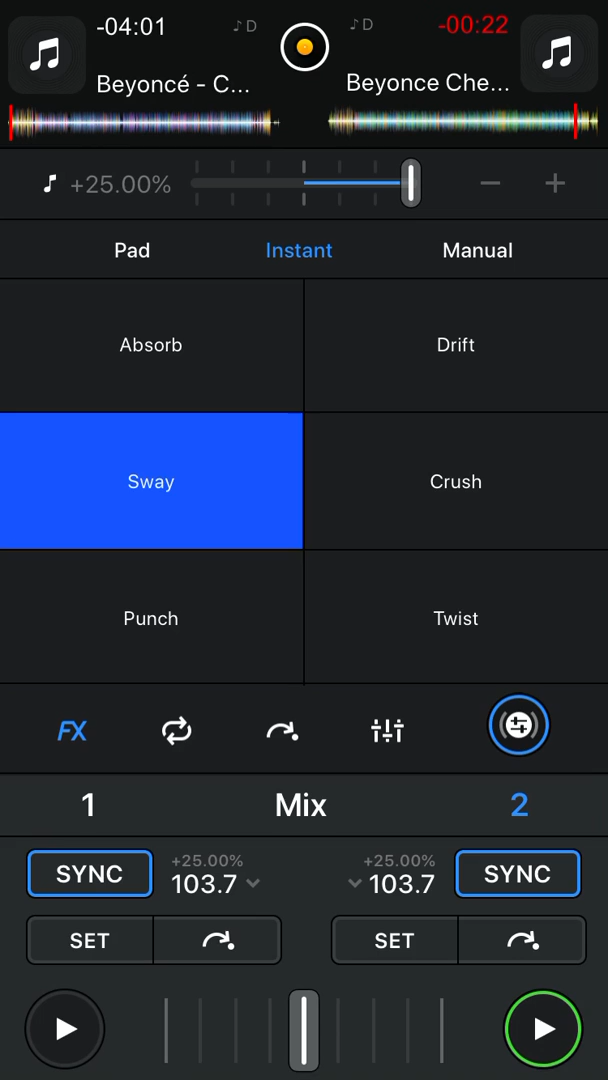 -04:01
D
D
-00:22
Beyoncé - C...
Beyonce Che...
+25.00%
Pad
Instant
Manual
Absorb
Drift
Sway
Crush
Punch
Twist
FX
1
Mix
2
SYNC
+25.00%
103.7
+25.00%
103.7
SYNC
SET
SET